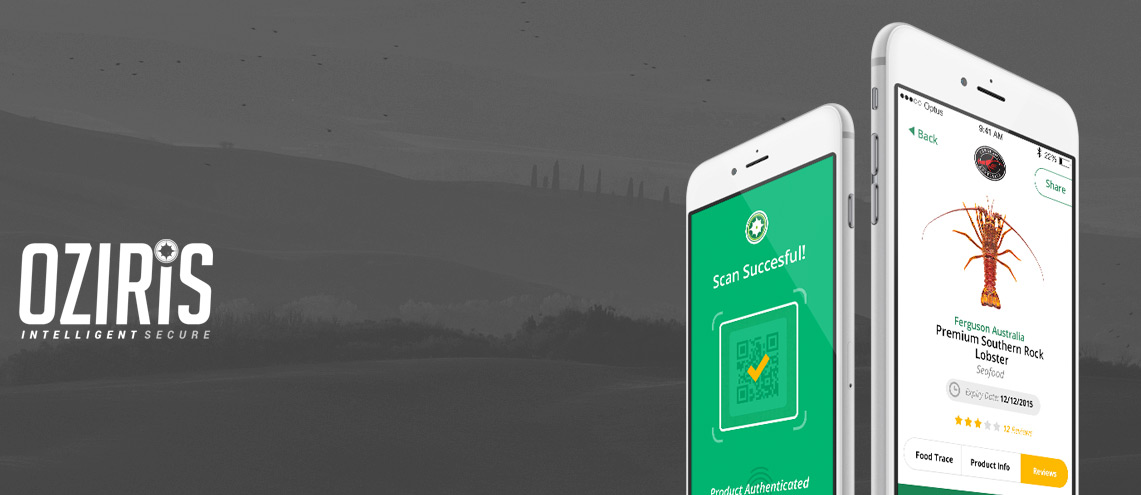 OZIRIS
INTELLIGENT SECURE
Scan Succesful!
Product Authenticated
Optus
9:41 AM
22%
Back
Share
Ferguson Australia
Premium Southern Rock
Lobster
Seafood
Expiry Date: 12/12/2015
12 Reviews
Food Trace
Product Info
Reviews